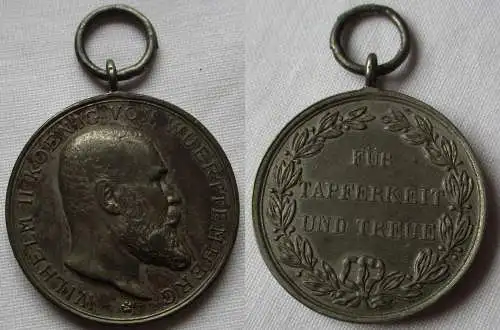 WILHELM II KOENIG VON WUERTTEMBERG
FÜR
TAPFERKEIT
UND TREUE